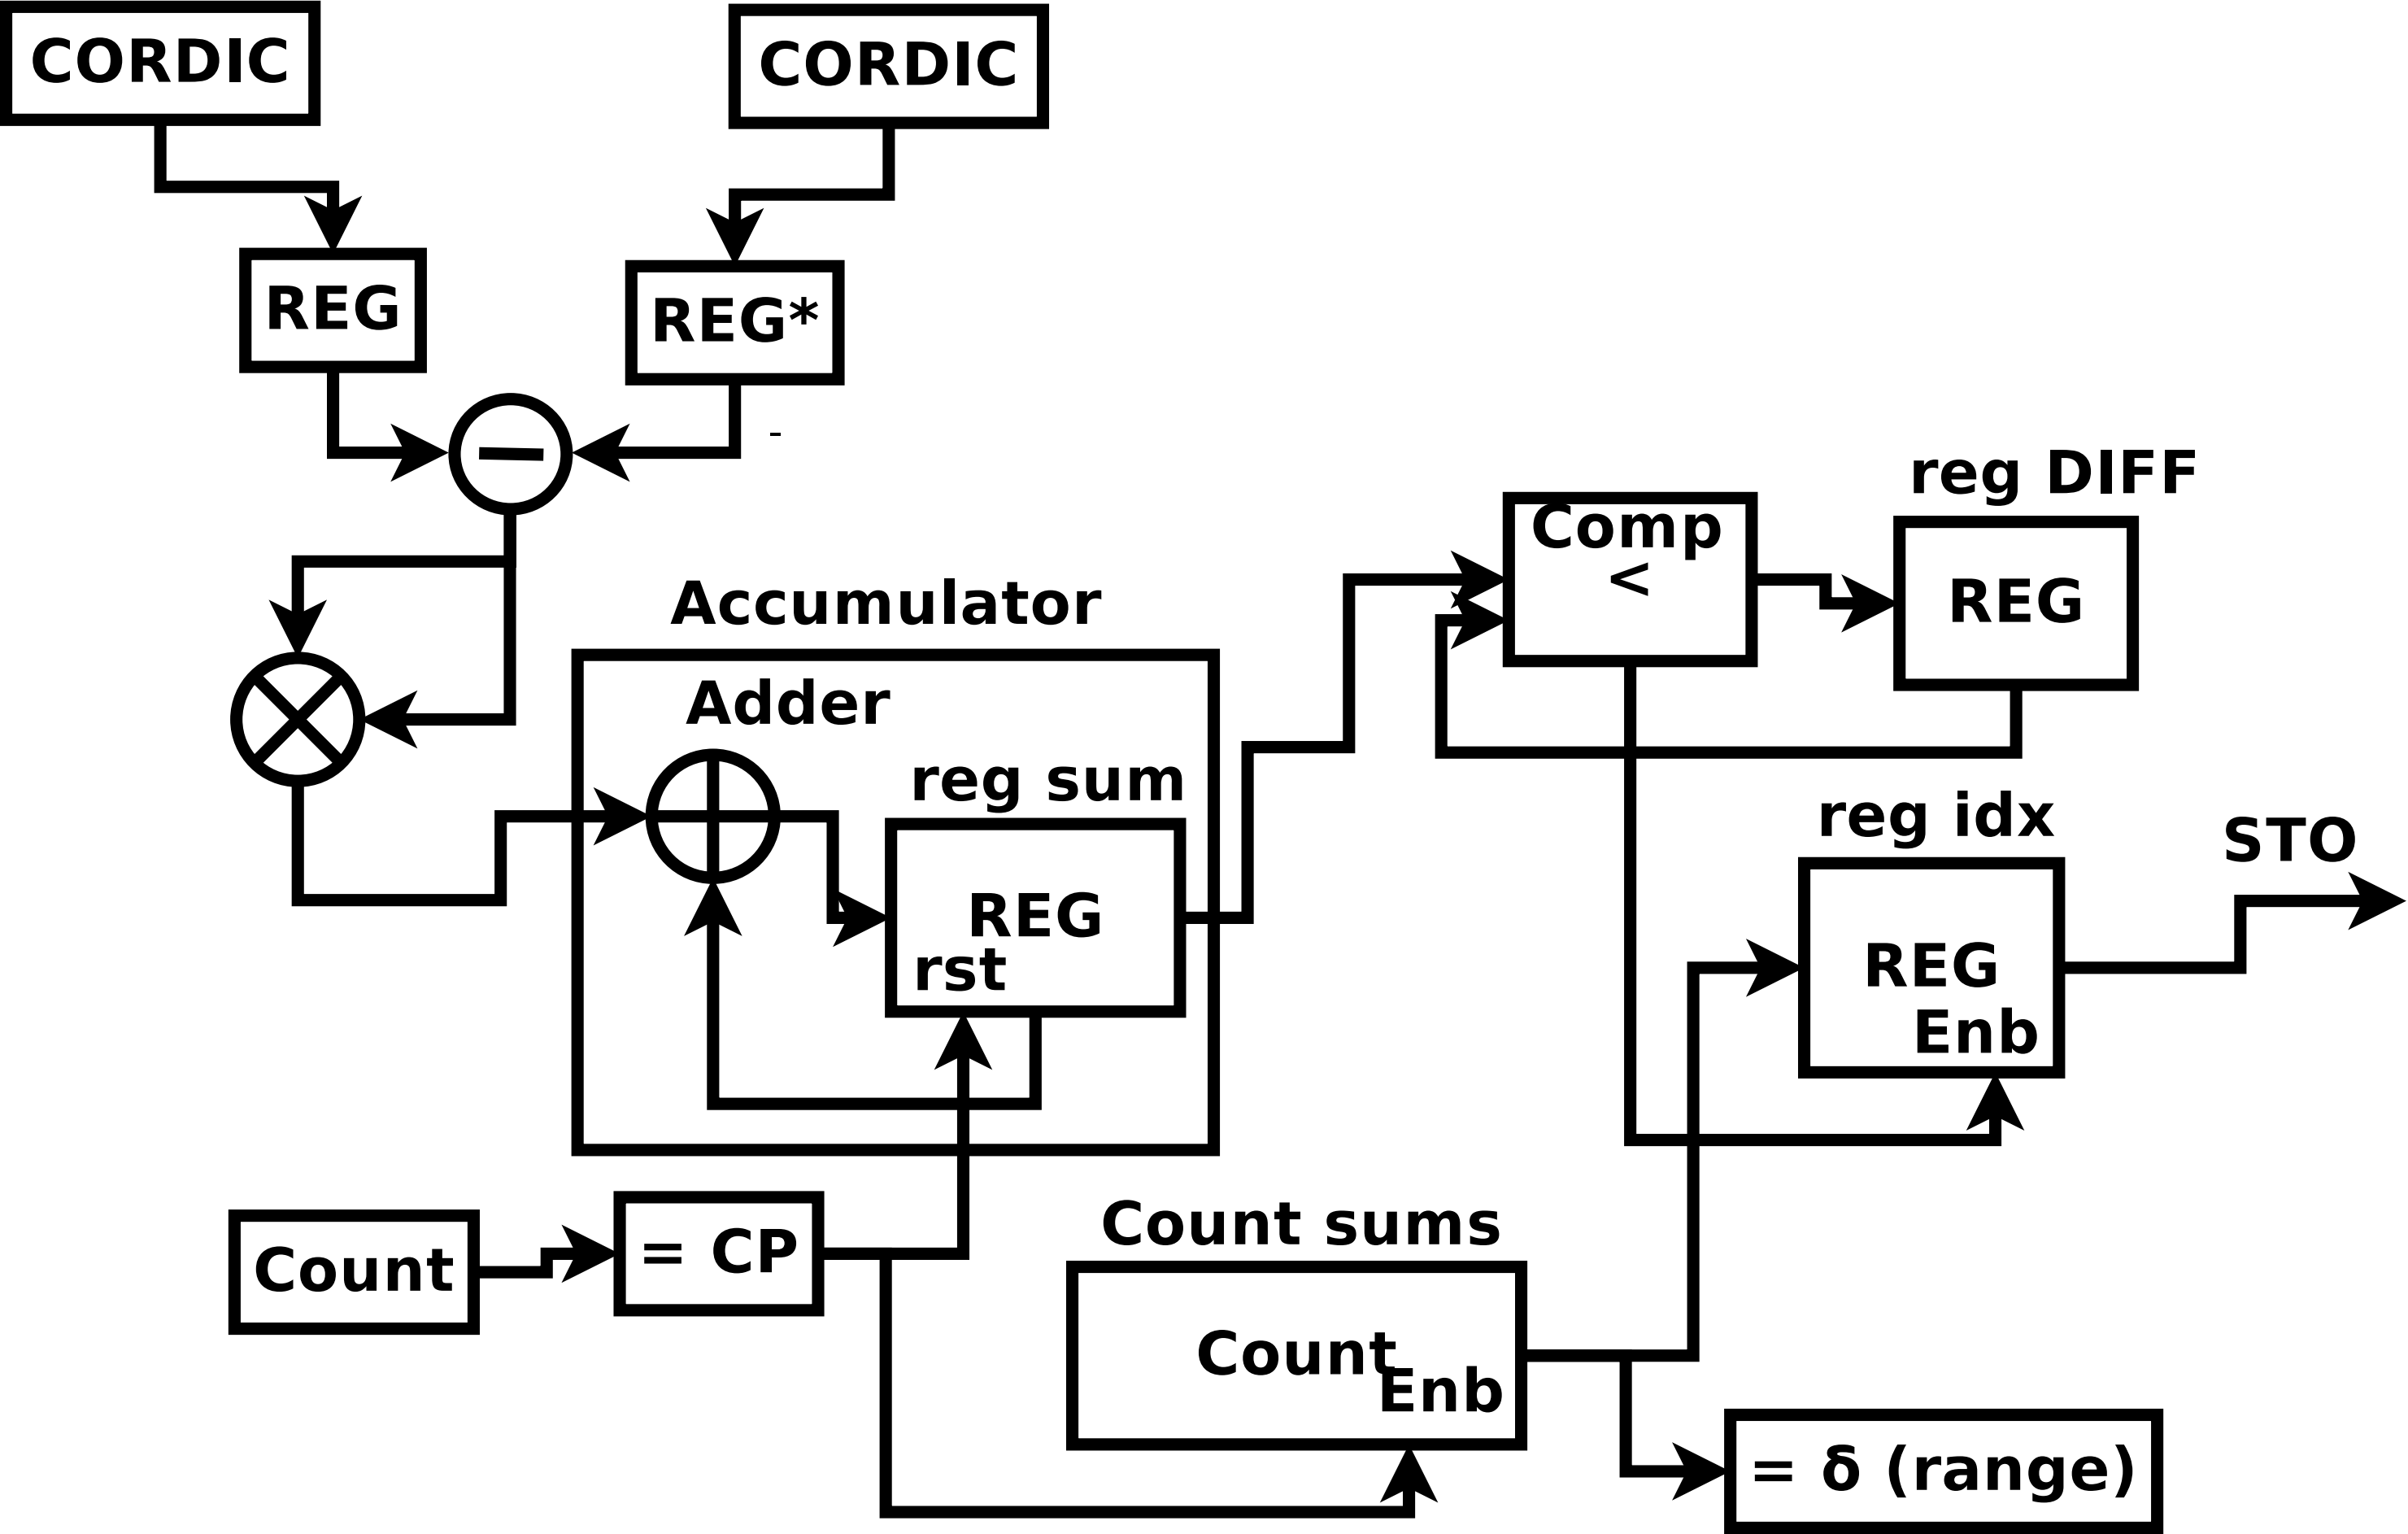 CORDIC
CORDIC
REG
REG*
-
reg DIFF
Comp
<
REG
Accumulator
Adder
reg sum
REG
rst
reg idx
STO
REG
Enb
Count
= CP
Count sums
Count
Enb
= δ (range)